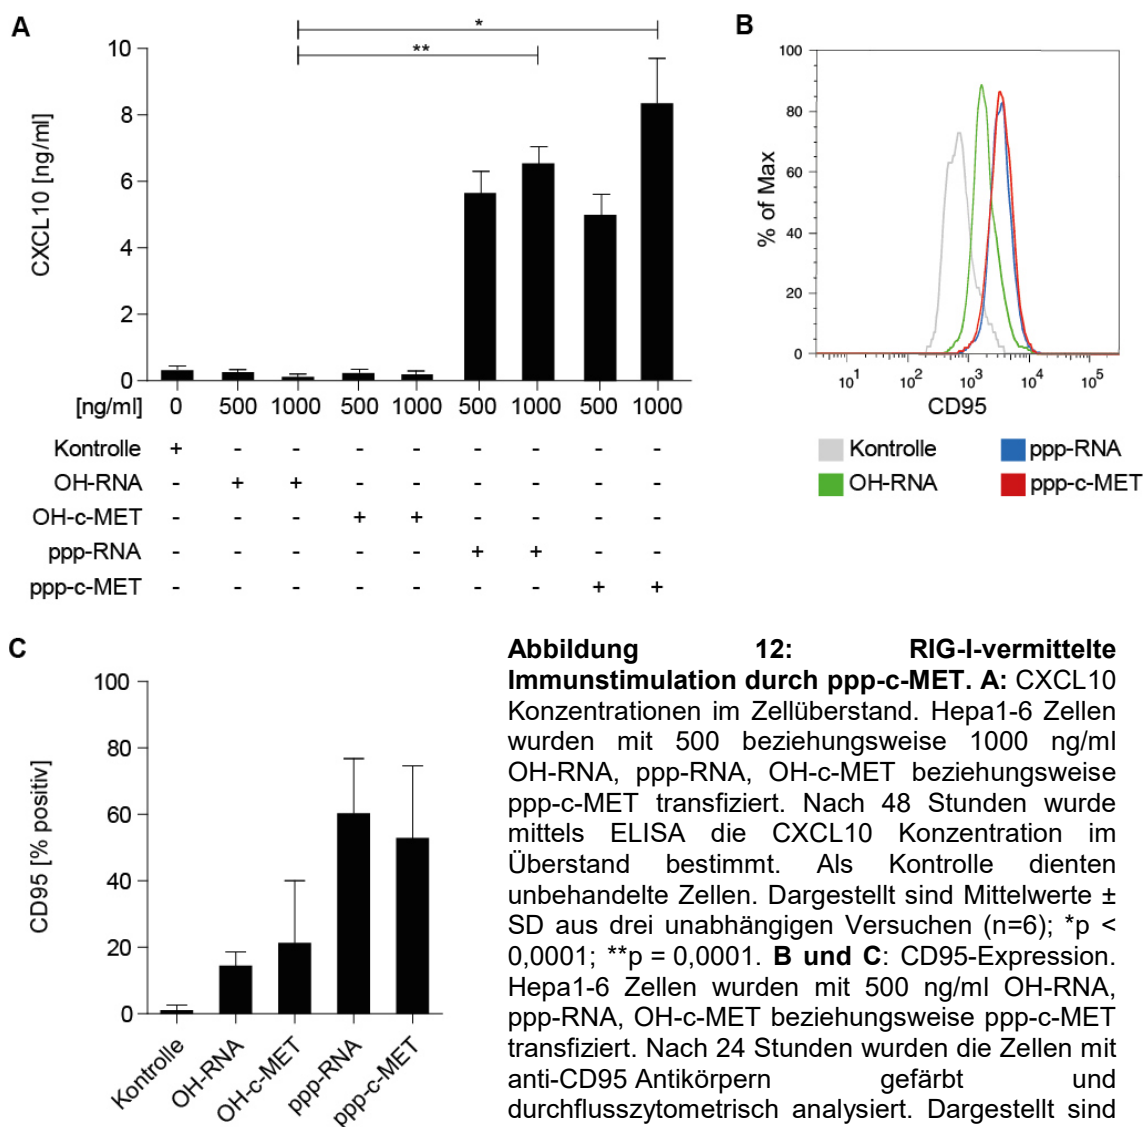 A
*
**
10
8
6
4
2
0
CXCL10 [ng/ml]
[ng/ml] 0 500 1000 500 1000 500 1000 500 1000
Kontrolle + - - - - - - - -
OH-RNA - + + - - - - - -
OH-c-MET - - - + + - - - -
ppp-RNA - - - - - + + - -
ppp-c-MET - - - - - - - + +
B
100
80
60
40
20
0
% of Max
10¹ 10² 10³ 10⁴ 10⁵
CD95
Kontrolle ppp-RNA
OH-RNA ppp-c-MET
C
100
80
60
40
20
0
CD95 [% positiv]
Kontrolle
OH-RNA
OH-c-MET
ppp-RNA
ppp-c-MET
Abbildung 12: RIG-I-vermittelte
Immunstimulation durch ppp-c-MET. A: CXCL10
Konzentrationen im Zellüberstand. Hepa1-6 Zellen
wurden mit 500 beziehungsweise 1000 ng/ml
OH-RNA, ppp-RNA, OH-c-MET beziehungsweise
ppp-c-MET transfiziert. Nach 48 Stunden wurde
mittels ELISA die CXCL10 Konzentration im
Überstand bestimmt. Als Kontrolle dienten
unbehandelte Zellen. Dargestellt sind Mittelwerte ±
SD aus drei unabhängigen Versuchen (n=6); *p <
0,0001; **p = 0,0001. B und C: CD95-Expression.
Hepa1-6 Zellen wurden mit 500 ng/ml OH-RNA,
ppp-RNA, OH-c-MET beziehungsweise ppp-c-MET
transfiziert. Nach 24 Stunden wurden die Zellen mit
anti-CD95 Antikörpern gefärbt und
durchflusszytometrisch analysiert. Dargestellt sind